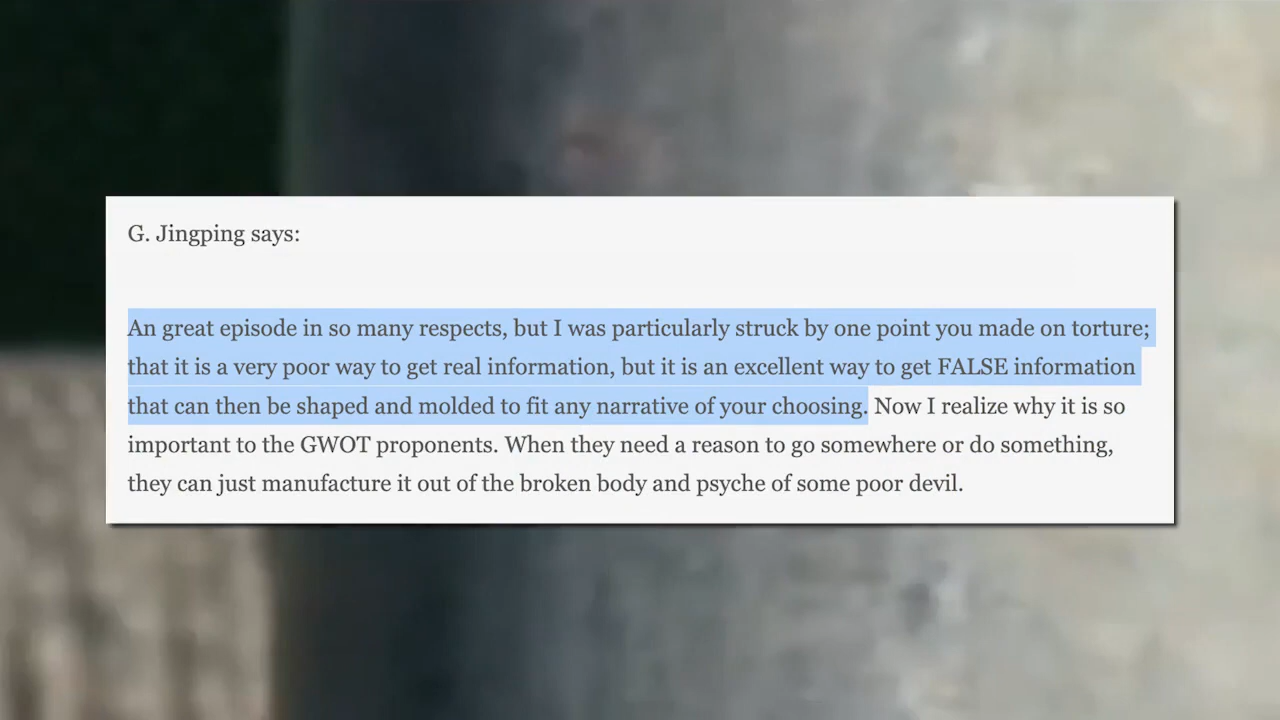 G. Jingping says:
An great episode in so many respects, but I was particularly struck by one point you made on torture;
that it is a very poor way to get real information, but it is an excellent way to get FALSE information
that can then be shaped and molded to fit any narrative of your choosing. Now I realize why it is so
important to the GWOT proponents. When they need a reason to go somewhere or do something,
they can just manufacture it out of the broken body and psyche of some poor devil.